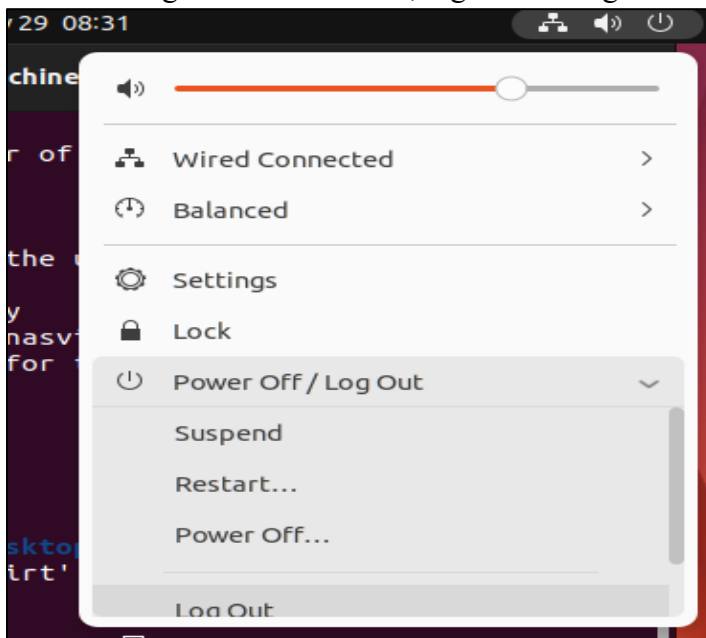 29 08:31
chine
Wired Connected
r of
Balanced
the
Settings
y
Lock
nasvi
for
Power Off / Log Out
Suspend
Restart...
Power Off...
sktop
irt'
Log Out